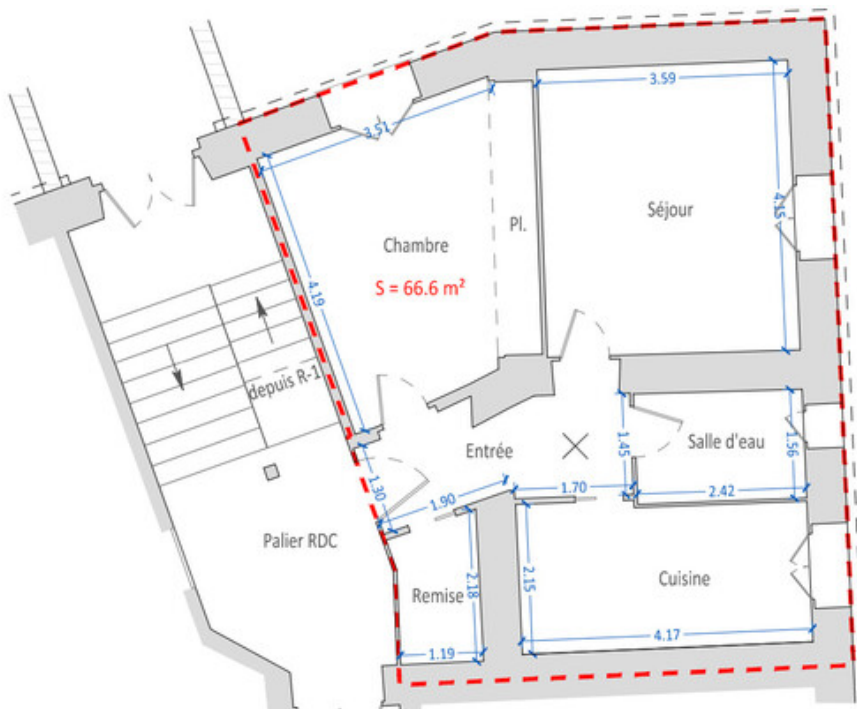 3.59
3.51
4.15
Séjour
Pl.
Chambre
S = 66.6 m²
4.19
depuis R-1
Entrée
1.45
Salle d'eau
1.56
1.30
1.90
1.70
2.42
Palier RDC
Remise
2.18
2.15
Cuisine
4.17
1.19